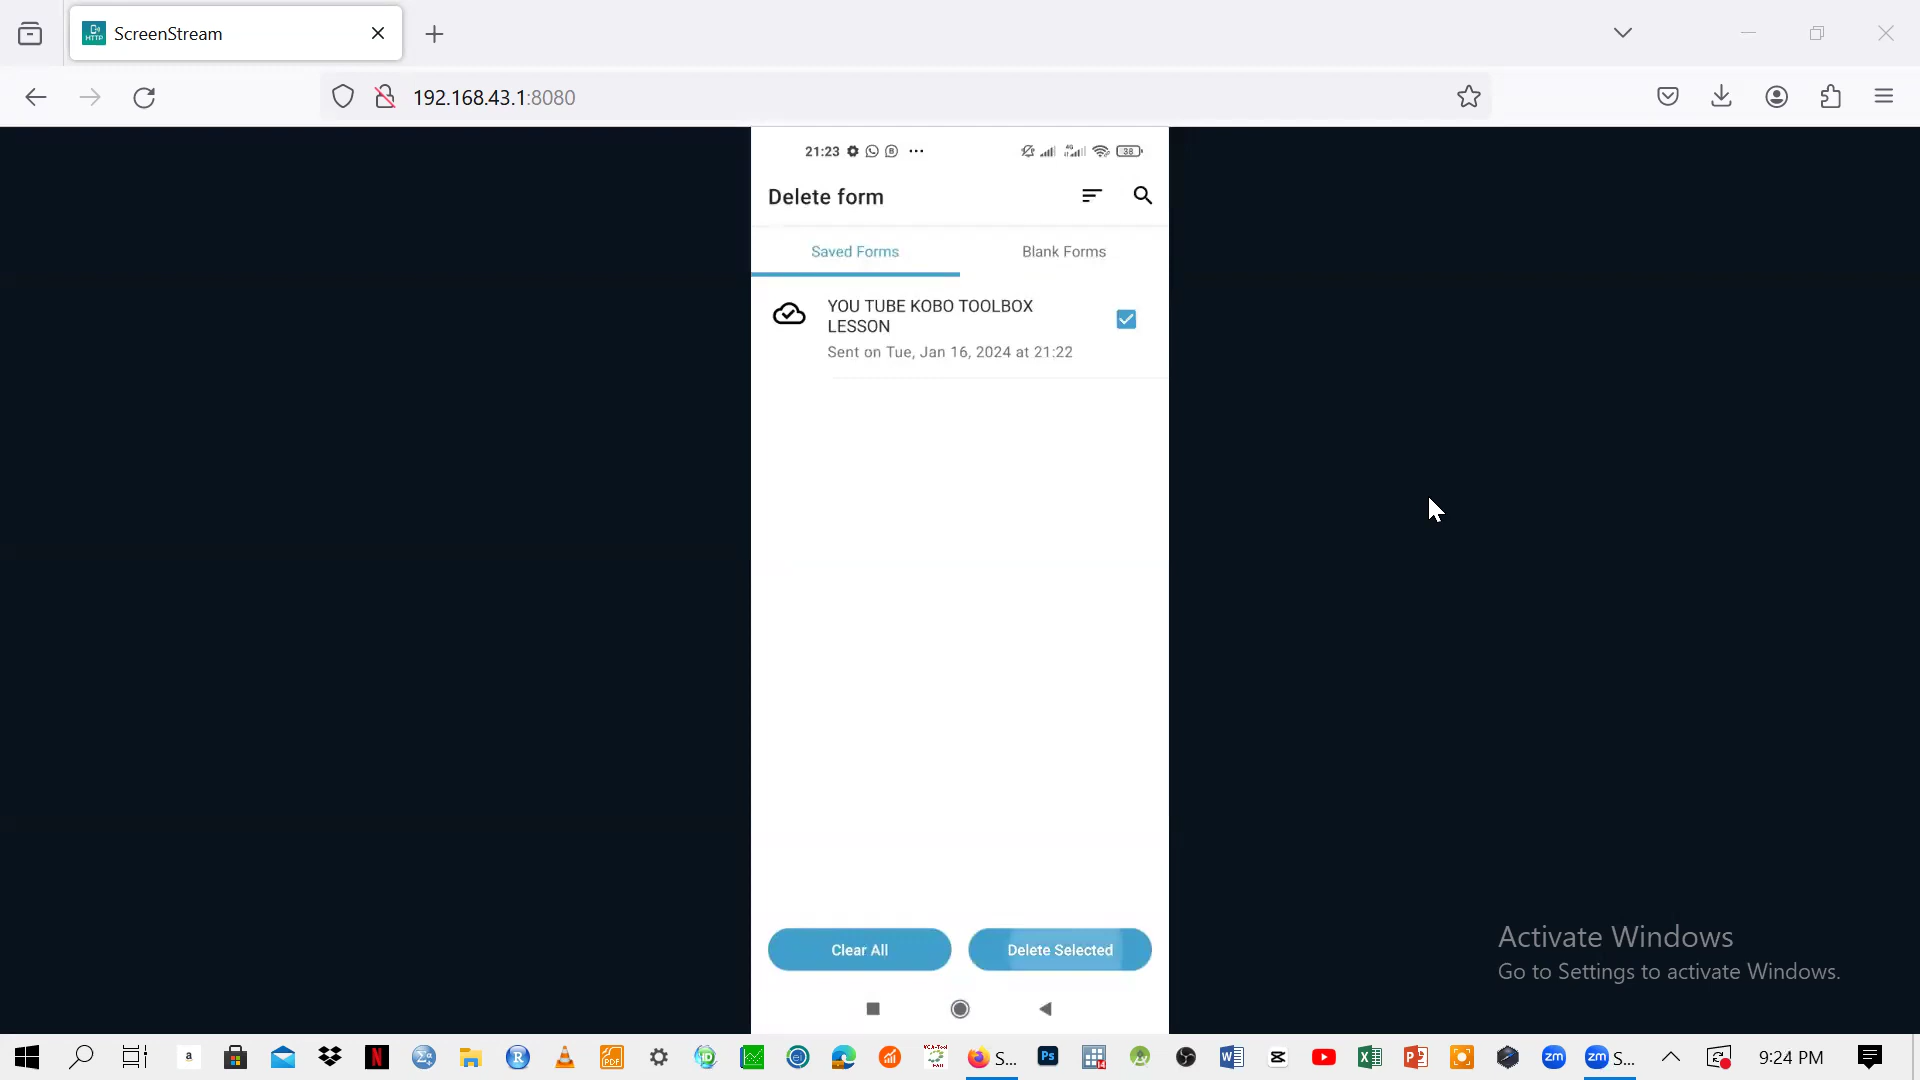 ScreenStream
192.168.43.1:8080
21:23
38
Delete form
Saved Forms
Blank Forms
YOU TUBE KOBO TOOLBOX
LESSON
Sent on Tue, Jan 16, 2024 at 21:22
Clear All
Delete Selected
Activate Windows
Go to Settings to activate Windows.
S...
S...
9:24 PM